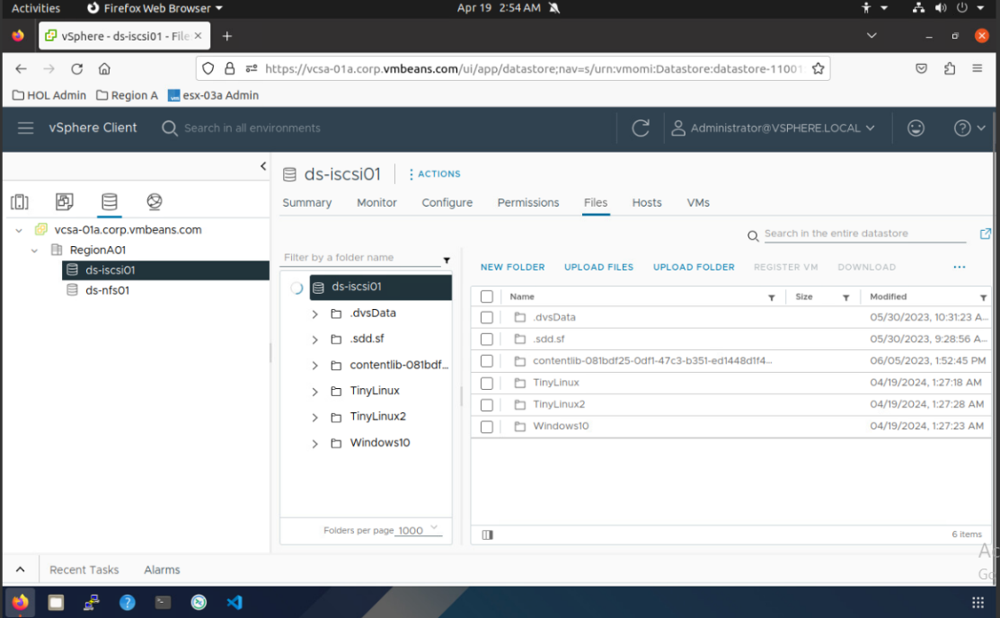 Activities Firefox Web Browser Apr 19 2:54 AM
vSphere - ds-iscsi01 - File
https://vcsa-01a.corp.vmbeans.com/ui/app/datastore;nav=s/urn:vmomi:Datastore:datastore-11001
HOL Admin Region A vm esx-03a Admin
vSphere Client Search in all environments Administrator@VSPHERE.LOCAL
ds-iscsi01 ACTIONS
Summary Monitor Configure Permissions Files Hosts VMs
vcsa-01a.corp.vmbeans.com
RegionA01
ds-iscsi01
ds-nfs01
Search in the entire datastore
Filter by a folder name
ds-iscsi01
.dvsData
.sdd.sf
contentlib-081bdf...
TinyLinux
TinyLinux2
Windows10
Folders per page 1000
NEW FOLDER UPLOAD FILES UPLOAD FOLDER REGISTER VM DOWNLOAD ...
Name Size Modified
.dvsData 05/30/2023, 10:31:23 A...
.sdd.sf 05/30/2023, 9:28:56 A...
contentlib-081bdf25-0df1-47c3-b351-ed1448d1f4... 06/05/2023, 1:52:45 PM
TinyLinux 04/19/2024, 1:27:18 AM
TinyLinux2 04/19/2024, 1:27:28 AM
Windows10 04/19/2024, 1:27:23 AM
6 items
Recent Tasks Alarms